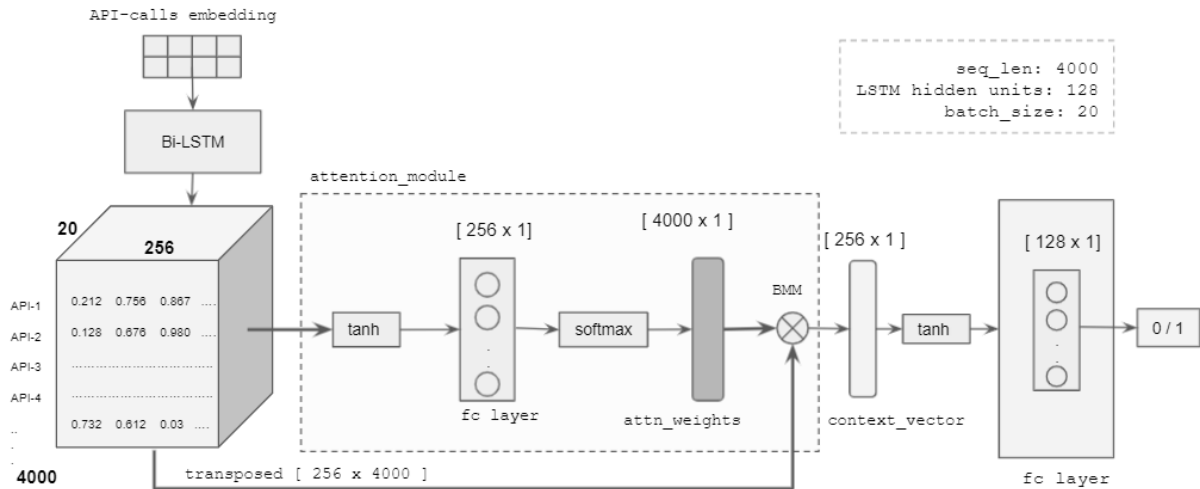 API-calls embedding
seq_len: 4000
LSTM hidden units: 128
batch_size: 20
Bi-LSTM
attention_module
20
256
[ 256 x 1]
[ 4000 x 1 ]
[ 256 x 1 ]
[ 128 x 1]
API-1 0.212 0.756 0.867 ....
API-2 0.128 0.676 0.980 ....
API-3 ............................
API-4 ............................
.. 0.732 0.612 0.03 ....
.
.
4000
tanh
softmax
BMM
tanh
0 / 1
fc layer
attn_weights
context_vector
transposed [ 256 x 4000 ]
fc layer